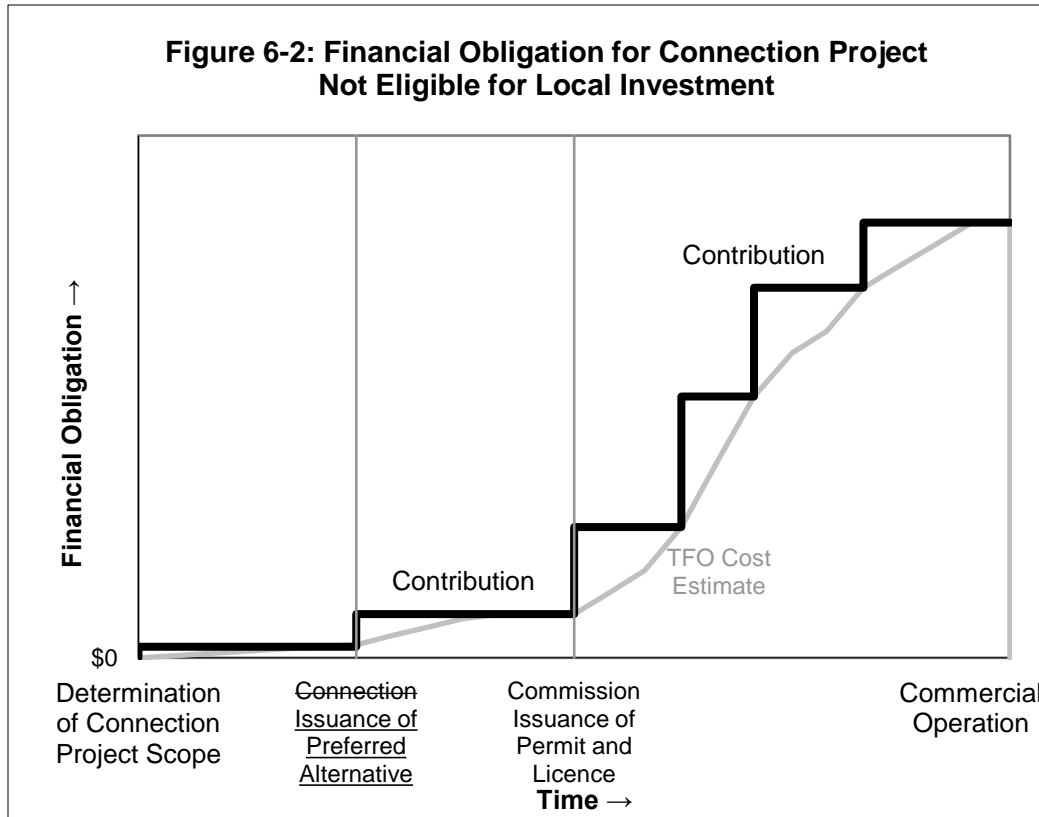 Figure 6-2: Financial Obligation for Connection Project
Not Eligible for Local Investment
Financial Obligation →
Contribution
Contribution
TFO Cost
Estimate
$0
Determination
of Connection
Project Scope
Connection
Issuance of
Preferred
Alternative
Commission
Issuance of
Permit and
Licence
Commercial
Operation
Time →